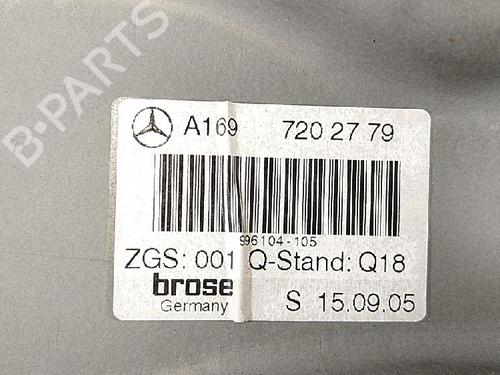 B-PARTS
A169 720 27 79
996104-105
ZGS: 001 Q-Stand: Q18
brose
Germany S 15.09.05